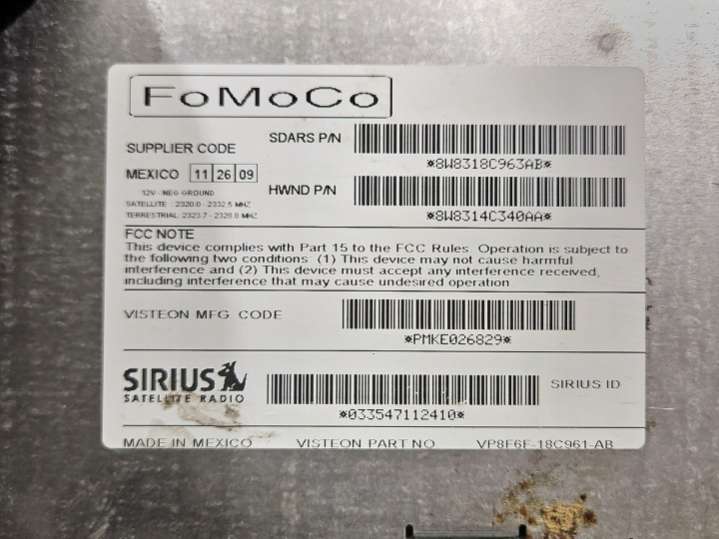 FoMoCo
SUPPLIER CODE
SDARS P/N
*8W8318C963AB*
MEXICO 11 26 09
HWND P/N
*8W8314C340AA*
12V - NEG GROUND
SATELLITE : 2320.0 - 2332.5 MHZ
TERRESTRIAL: 2323.7 - 2328.8 MHZ
FCC NOTE
This device complies with Part 15 to the FCC Rules. Operation is subject to
the following two conditions (1) This device may not cause harmful
interference and (2) This device must accept any interference received,
including interference that may cause undesired operation
VISTEON MFG CODE
*PMKE026829*
SIRIUS
SATELLITE RADIO
SIRIUS ID
*033547112410*
MADE IN MEXICO VISTEON PART NO VP8F6F-18C961-AB